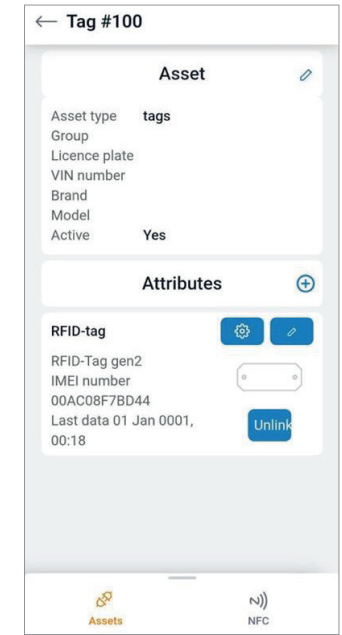 ← Tag #100
Asset
Asset type tags
Group
Licence plate
VIN number
Brand
Model
Active Yes
Attributes
RFID-tag
RFID-Tag gen2
IMEI number
00AC08F7BD44
Last data 01 Jan 0001,
00:18
Unlink
Assets
NFC